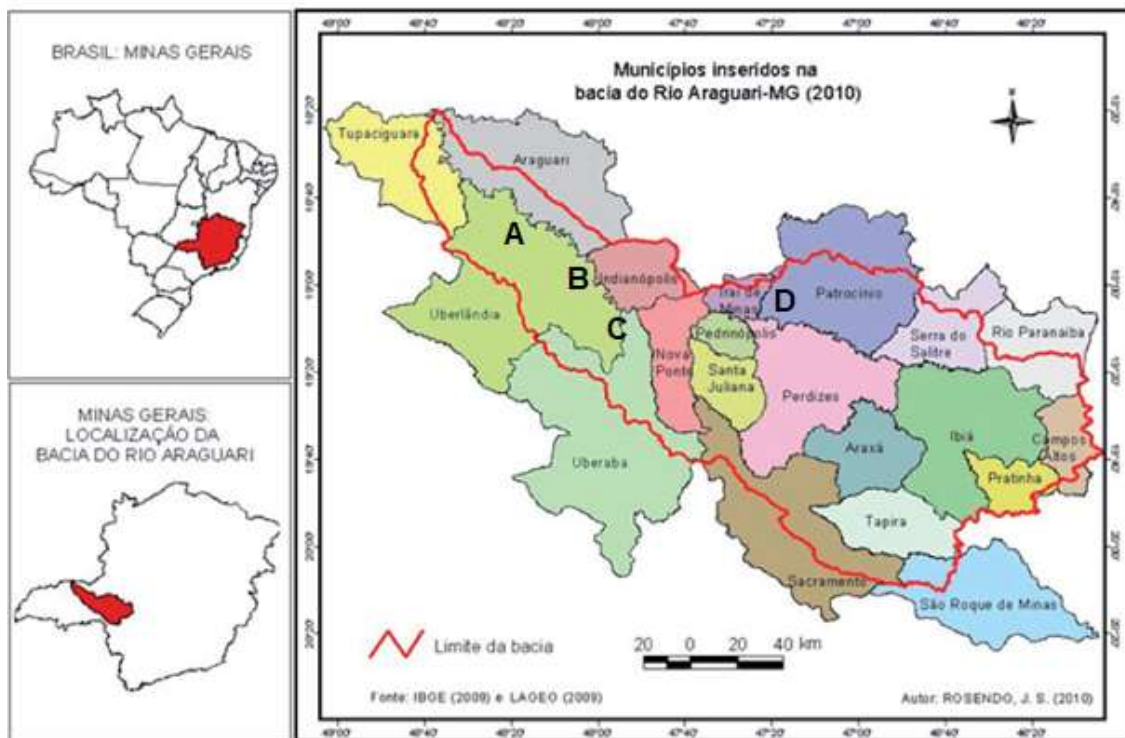 BRASIL: MINAS GERAIS
MINAS GERAIS:
LOCALIZAÇÃO DA
BACIA DO RIO ARAGUARI
Municípios inseridos na
bacia do Rio Araguari-MG (2010)
N
Tupaciguara
Araguari
A
B
C
D
Indianópolis
Uberlândia
Iraí de
Minas
Patrocínio
Pedrinópolis
Nova
Ponte
Santa
Juliana
Serra do
Salitre
Rio Paranaíba
Perdizes
Uberaba
Araxá
Ibiá
Campos
Altos
Pratinha
Tapira
Sacramento
São Roque de Minas
Limite da bacia
20 0 20 40 km
Fonte: IBGE (2009) e LAGEO (2009)
Autor: ROSENDO, J. S. (2010)